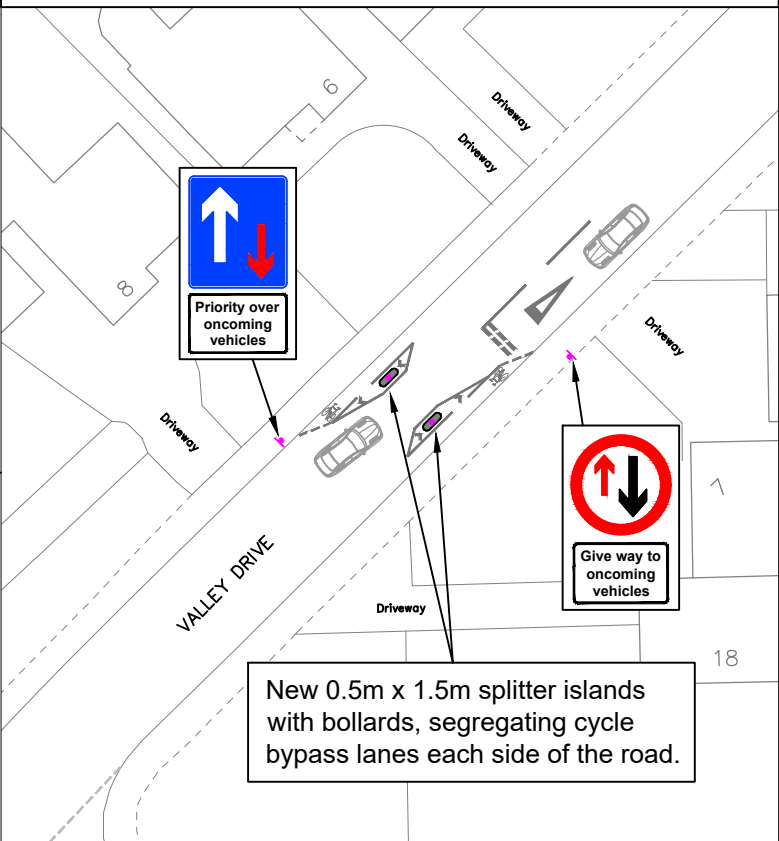 6
Driveway
Driveway
8
Priority over
oncoming
vehicles
Driveway
Driveway
7
Give way to
oncoming
vehicles
VALLEY DRIVE
Driveway
18
New 0.5m x 1.5m splitter islands
with bollards, segregating cycle
bypass lanes each side of the road.